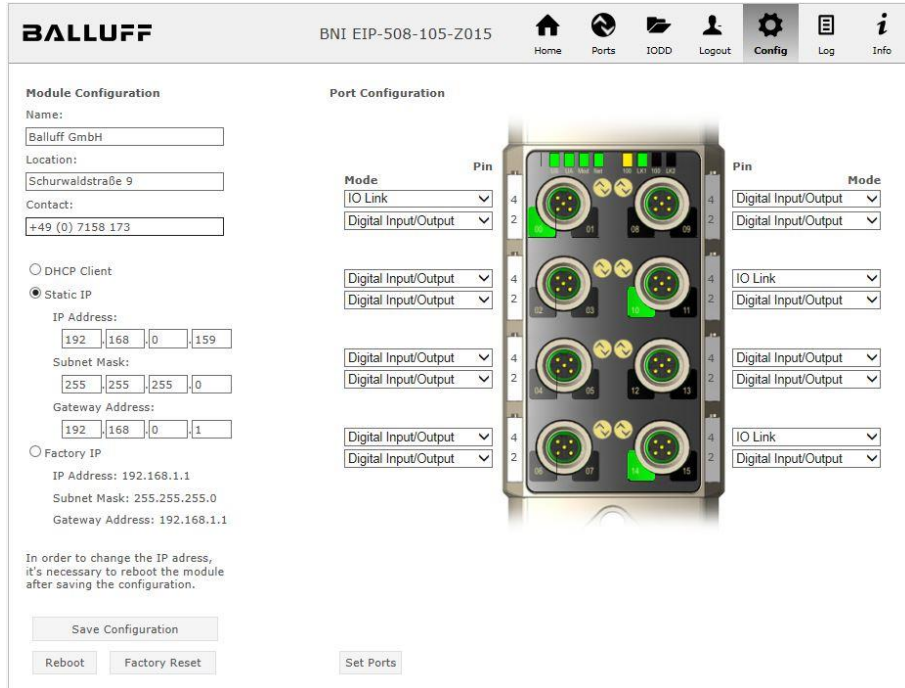 BALLUFF
BNI EIP-508-105-Z015
Home Ports IODD Logout Config Log Info
Module Configuration
Name:
Balluff GmbH
Location:
Schurwaldstraße 9
Contact:
+49 (0) 7158 173
DHCP Client
Static IP
IP Address:
192 .168 .0 .159
Subnet Mask:
255 .255 .255 .0
Gateway Address:
192 .168 .0 .1
Factory IP
IP Address: 192.168.1.1
Subnet Mask: 255.255.255.0
Gateway Address: 192.168.1.1
In order to change the IP adress,
it's necessary to reboot the module
after saving the configuration.
Save Configuration
Reboot Factory Reset
Port Configuration
Pin Pin
Mode Mode
US UA Mod Net 100 LK1 100 LK2
IO Link 4 4 Digital Input/Output
Digital Input/Output 2 2 Digital Input/Output
00 01 08 09
Digital Input/Output 4 4 IO Link
Digital Input/Output 2 2 Digital Input/Output
02 03 10 11
Digital Input/Output 4 4 Digital Input/Output
Digital Input/Output 2 2 Digital Input/Output
04 05 12 13
Digital Input/Output 4 4 IO Link
Digital Input/Output 2 2 Digital Input/Output
06 07 14 15
Set Ports